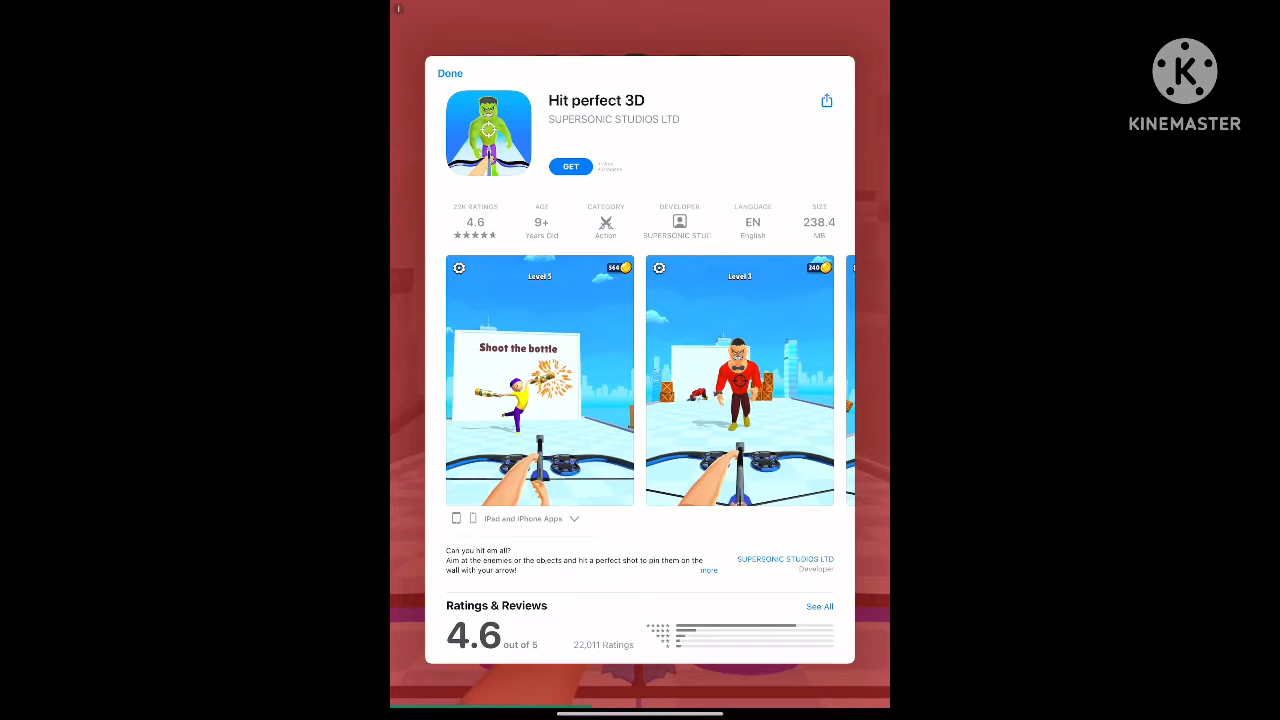 i
Done
Hit perfect 3D
SUPERSONIC STUDIOS LTD
GET
In-App
Purchases
22K RATINGS
4.6
AGE
9+
Years Old
CATEGORY
Action
DEVELOPER
SUPERSONIC STUD
LANGUAGE
EN
English
SIZE
238.4
MB
Level 5
564
Shoot the bottle
Level 3
240
iPad and iPhone Apps
Can you hit em all?
Aim at the enemies or the objects and hit a perfect shot to pin them on the
wall with your arrow!
more
SUPERSONIC STUDIOS LTD
Developer
Ratings & Reviews
See All
4.6 out of 5
22,011 Ratings
K
KINEMASTER